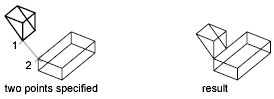 1
2
two points specified
result